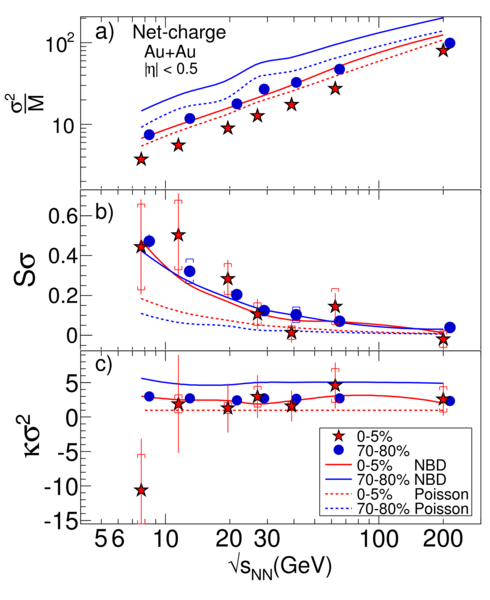 a) Net-charge
Au+Au
|η| < 0.5
10²
10
σ²/M
b)
0.6
0.4
0.2
0
Sσ
c)
5
0
-5
-10
-15
κσ²
0-5%
70-80%
0-5% NBD
70-80% NBD
0-5% Poisson
70-80% Poisson
5 6 10 20 30 100 200
√sNN(GeV)